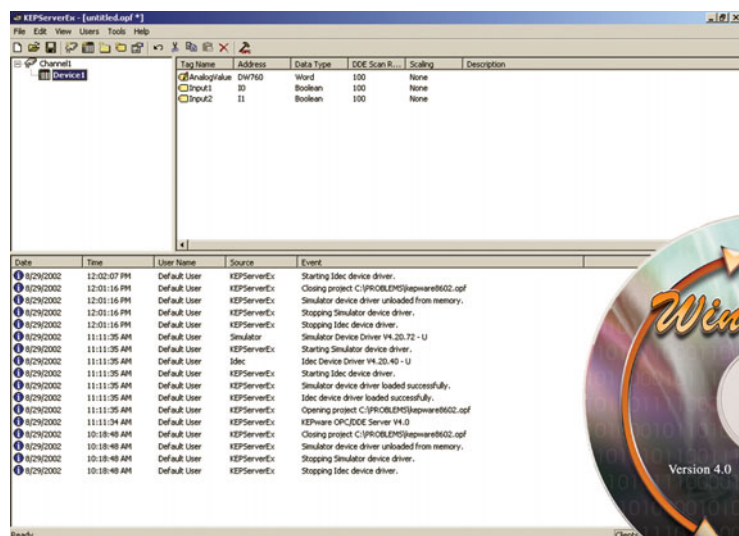 KEPServerEx - [untitled.opf *]
File Edit View Users Tools Help
Channel1
Device1
Tag Name Address Data Type DDE Scan R... Scaling Description
AnalogValue DW760 Word 100 None
Input1 I0 Boolean 100 None
Input2 I1 Boolean 100 None
Date Time User Name Source Event
8/29/2002 12:02:07 PM Default User KEPServerEx Starting Idec device driver.
8/29/2002 12:01:16 PM Default User KEPServerEx Closing project C:\PROBLEMS\kepware8602.opf
8/29/2002 12:01:16 PM Default User KEPServerEx Simulator device driver unloaded from memory.
8/29/2002 12:01:16 PM Default User KEPServerEx Stopping Simulator device driver.
8/29/2002 12:01:16 PM Default User KEPServerEx Stopping Idec device driver.
8/29/2002 11:11:35 AM Default User Simulator Simulator Device Driver V4.20.72 - U
8/29/2002 11:11:35 AM Default User KEPServerEx Starting Simulator device driver.
8/29/2002 11:11:35 AM Default User Idec Idec Device Driver V4.20.40 - U
8/29/2002 11:11:35 AM Default User KEPServerEx Starting Idec device driver.
8/29/2002 11:11:35 AM Default User KEPServerEx Simulator device driver loaded successfully.
8/29/2002 11:11:35 AM Default User KEPServerEx Idec device driver loaded successfully.
8/29/2002 11:11:35 AM Default User KEPServerEx Opening project C:\PROBLEMS\kepware8602.opf
8/29/2002 11:11:34 AM Default User KEPServerEx KEPware OPC/DDE Server V4.0
8/29/2002 10:18:48 AM Default User KEPServerEx Closing project C:\PROBLEMS\kepware8602.opf
8/29/2002 10:18:48 AM Default User KEPServerEx Simulator device driver unloaded from memory.
8/29/2002 10:18:48 AM Default User KEPServerEx Stopping Simulator device driver.
8/29/2002 10:18:48 AM Default User KEPServerEx Stopping Idec device driver.
Win
Version 4.0
Ready
Clients